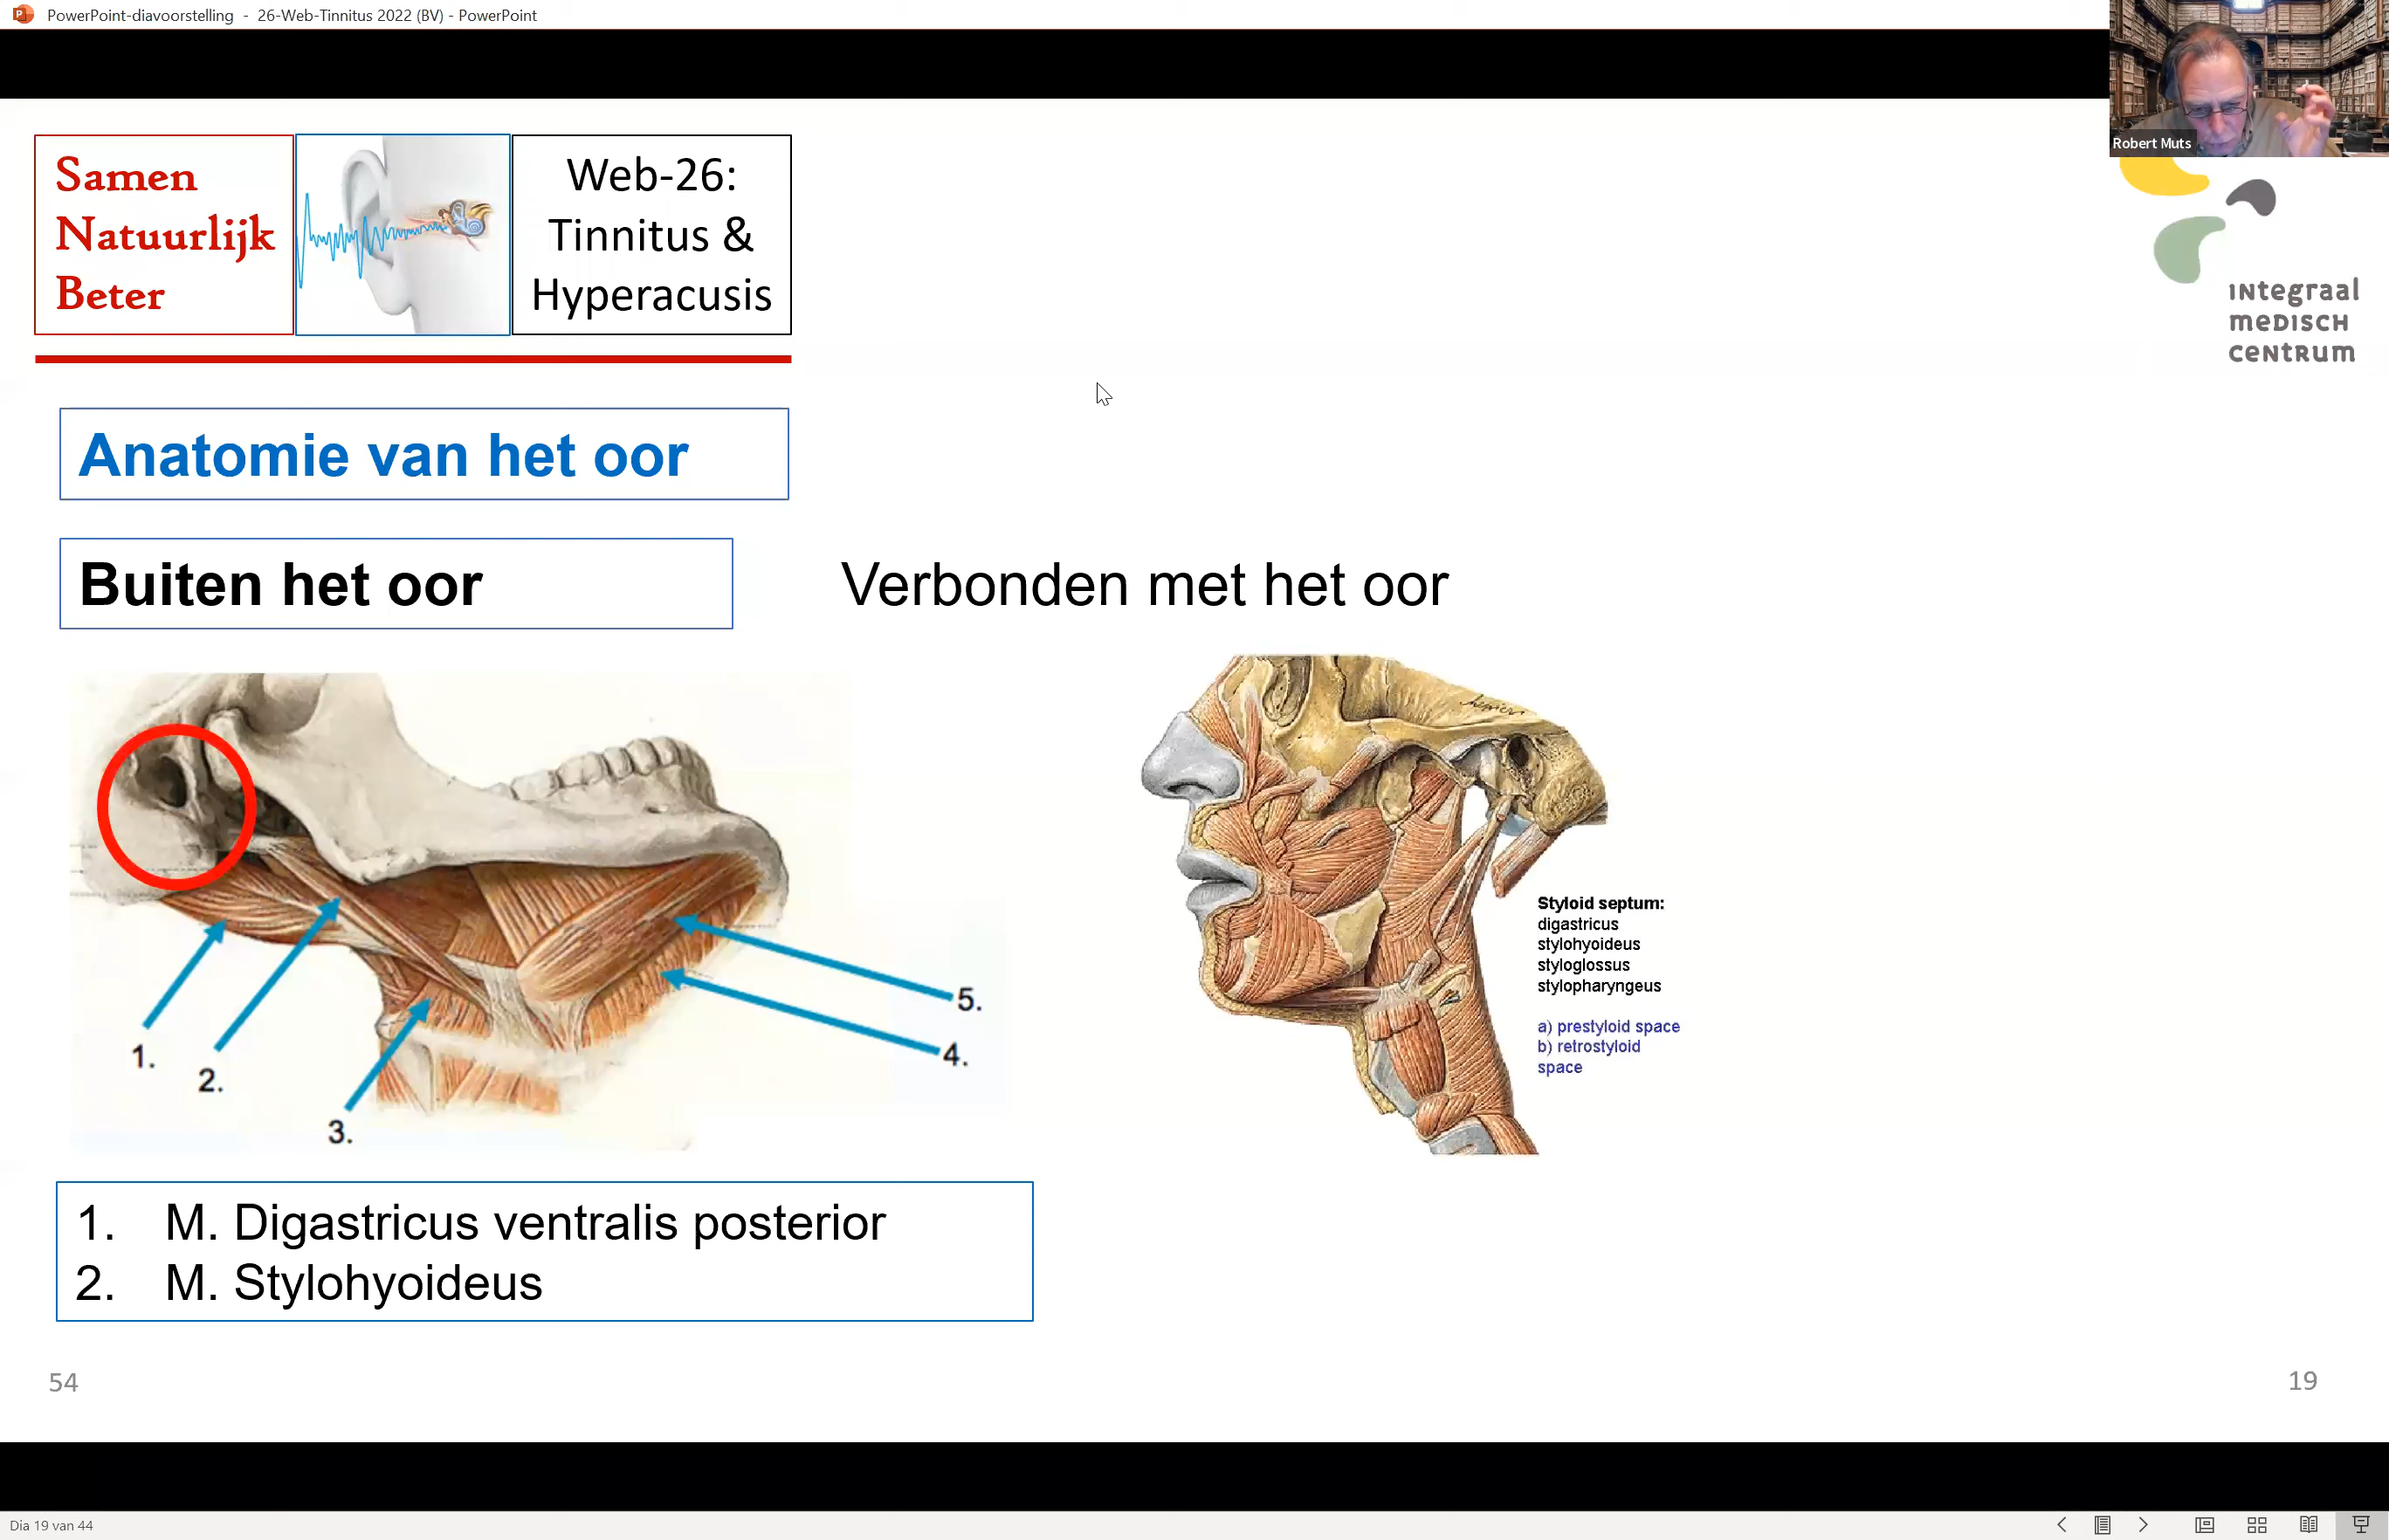 PowerPoint-diavoorstelling - 26-Web-Tinnitus 2022 (BV) - PowerPoint
Robert Muts
Samen
Natuurlijk
Beter
Web-26:
Tinnitus &
Hyperacusis
INtegraal
meDISCH
CeNtRum
Anatomie van het oor
Buiten het oor
Verbonden met het oor
Styloid septum:
digastricus
stylohyoideus
styloglossus
stylopharyngeus
a) prestyloid space
b) retrostyloid
space
5.
4.
1.
2.
3.
1. M. Digastricus ventralis posterior
2. M. Stylohyoideus
54
19
Dia 19 van 44